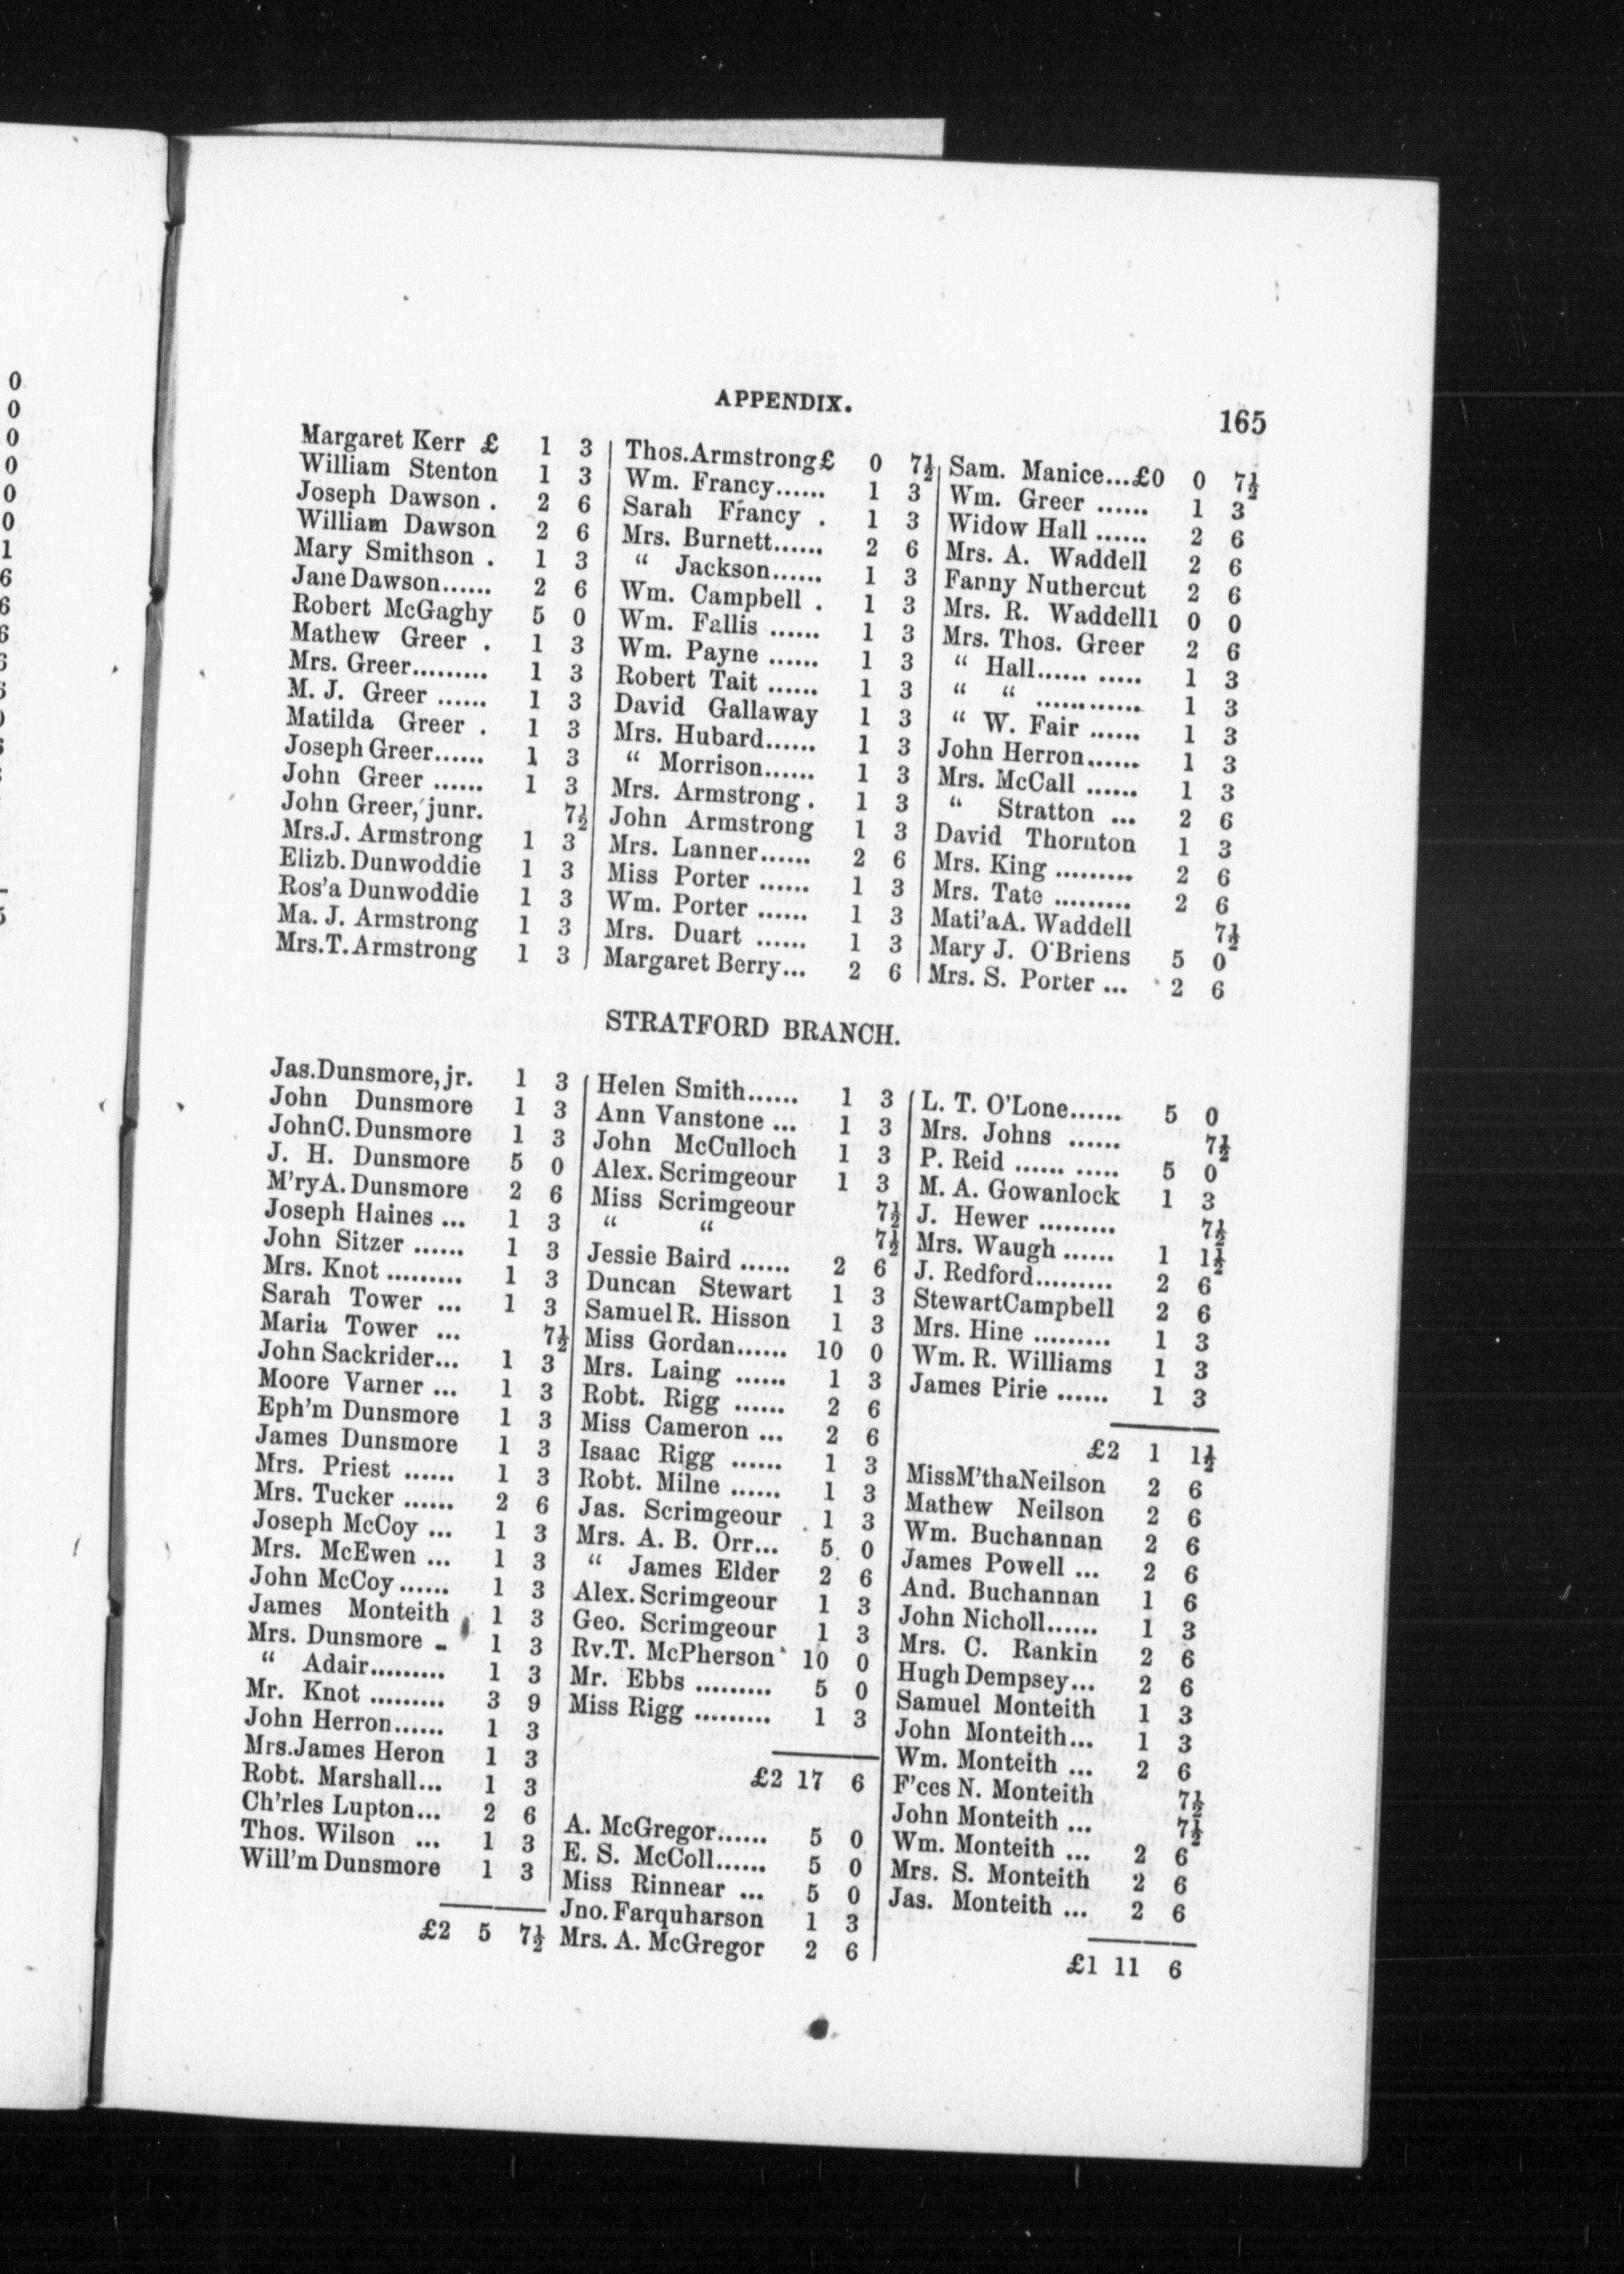 APPENDIX.
165
Margaret Kerr £ 1 3
William Stenton 1 3
Joseph Dawson . 2 6
William Dawson 2 6
Mary Smithson . 1 3
Jane Dawson...... 2 6
Robert McGaghy 5 0
Mathew Greer . 1 3
Mrs. Greer......... 1 3
M. J. Greer ...... 1 3
Matilda Greer . 1 3
Joseph Greer...... 1 3
John Greer ...... 1 3
John Greer, junr. 7½
Mrs.J. Armstrong 1 3
Elizb. Dunwoddie 1 3
Ros'a Dunwoddie 1 3
Ma. J. Armstrong 1 3
Mrs.T. Armstrong 1 3
Thos.Armstrong£ 0 7½
Wm. Francy...... 1 3
Sarah Francy . 1 3
Mrs. Burnett...... 2 6
“ Jackson...... 1 3
Wm. Campbell . 1 3
Wm. Fallis ...... 1 3
Wm. Payne ...... 1 3
Robert Tait ...... 1 3
David Gallaway 1 3
Mrs. Hubard...... 1 3
“ Morrison...... 1 3
Mrs. Armstrong . 1 3
John Armstrong 1 3
Mrs. Lanner...... 2 6
Miss Porter ...... 1 3
Wm. Porter ...... 1 3
Mrs. Duart ...... 1 3
Margaret Berry... 2 6
Sam. Manice...£0 0 7½
Wm. Greer ...... 1 3
Widow Hall ...... 2 6
Mrs. A. Waddell 2 6
Fanny Nuthercut 2 6
Mrs. R. Waddell1 0 0
Mrs. Thos. Greer 2 6
“ Hall...... ..... 1 3
“ “ ............ 1 3
“ W. Fair ...... 1 3
John Herron...... 1 3
Mrs. McCall ...... 1 3
“ Stratton ... 2 6
David Thornton 1 3
Mrs. King ......... 2 6
Mrs. Tate ......... 2 6
Mati'aA. Waddell 7½
Mary J. O'Briens 5 0
Mrs. S. Porter ... 2 6
STRATFORD BRANCH.
Jas.Dunsmore,jr. 1 3
John Dunsmore 1 3
JohnC.Dunsmore 1 3
J. H. Dunsmore 5 0
M'ryA.Dunsmore 2 6
Joseph Haines ... 1 3
John Sitzer ...... 1 3
Mrs. Knot ......... 1 3
Sarah Tower ... 1 3
Maria Tower ... 7½
John Sackrider... 1 3
Moore Varner ... 1 3
Eph'm Dunsmore 1 3
James Dunsmore 1 3
Mrs. Priest ...... 1 3
Mrs. Tucker ...... 2 6
Joseph McCoy ... 1 3
Mrs. McEwen ... 1 3
John McCoy ...... 1 3
James Monteith 1 3
Mrs. Dunsmore .. 1 3
“ Adair......... 1 3
Mr. Knot ......... 3 9
John Herron...... 1 3
Mrs.James Heron 1 3
Robt. Marshall... 1 3
Ch'rles Lupton... 2 6
Thos. Wilson ... 1 3
Will'm Dunsmore 1 3
£2 5 7½
Helen Smith...... 1 3
Ann Vanstone ... 1 3
John McCulloch 1 3
Alex. Scrimgeour 1 3
Miss Scrimgeour 7½
“ “ 7½
Jessie Baird ...... 2 6
Duncan Stewart 1 3
Samuel R. Hisson 1 3
Miss Gordan...... 10 0
Mrs. Laing ...... 1 3
Robt. Rigg ...... 2 6
Miss Cameron ... 2 6
Isaac Rigg ...... 1 3
Robt. Milne ...... 1 3
Jas. Scrimgeour . 1 3
Mrs. A. B. Orr... 5 0
“ James Elder 2 6
Alex. Scrimgeour 1 3
Geo. Scrimgeour 1 3
Rv.T. McPherson 10 0
Mr. Ebbs ......... 5 0
Miss Rigg ......... 1 3
£2 17 6
A. McGregor...... 5 0
E. S. McColl...... 5 0
Miss Rinnear ... 5 0
Jno. Farquharson 1 3
Mrs. A. McGregor 2 6
L. T. O'Lone...... 5 0
Mrs. Johns ...... 7½
P. Reid ...... ..... 5 0
M. A. Gowanlock 1 3
J. Hewer ......... 7½
Mrs. Waugh ...... 1 1½
J. Redford......... 2 6
StewartCampbell 2 6
Mrs. Hine ......... 1 3
Wm. R. Williams 1 3
James Pirie ...... 1 3
£2 1 1½
MissM'thaNeilson 2 6
Mathew Neilson 2 6
Wm. Buchannan 2 6
James Powell ... 2 6
And. Buchannan 1 6
John Nicholl...... 1 3
Mrs. C. Rankin 2 6
Hugh Dempsey... 2 6
Samuel Monteith 1 3
John Monteith... 1 3
Wm. Monteith ... 2 6
F'ces N. Monteith 7½
John Monteith ... 7½
Wm. Monteith ... 2 6
Mrs. S. Monteith 2 6
Jas. Monteith ... 2 6
£1 11 6